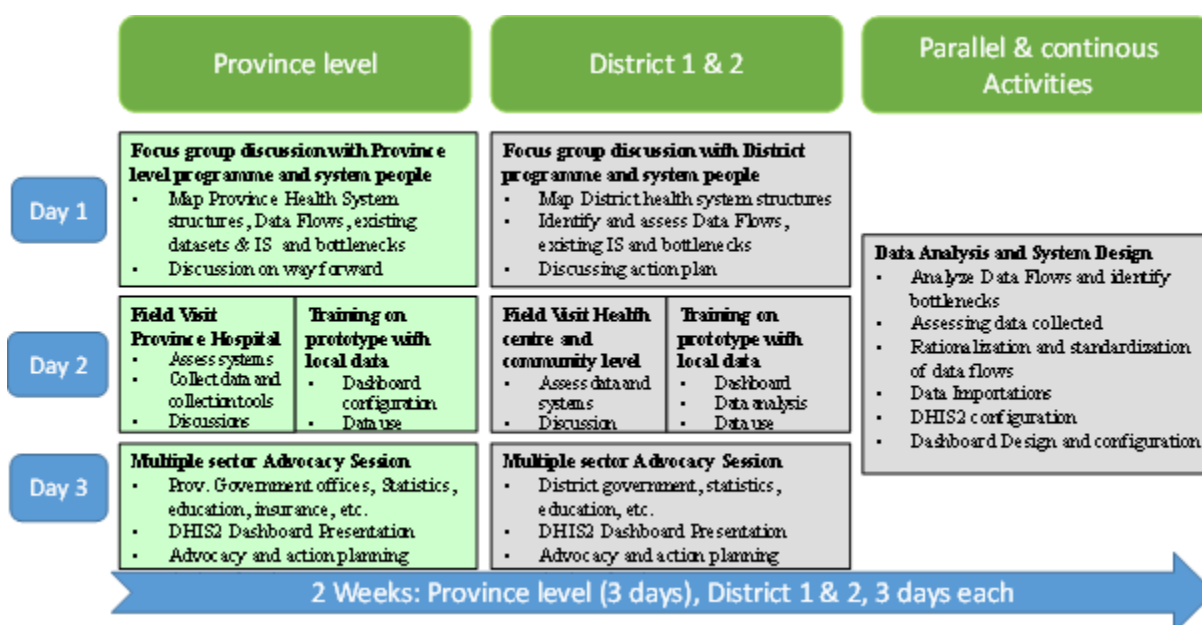 Province level
District 1 & 2
Parallel & continous
Activities
Day 1
Focus group discussion with Province
level programme and system people
• Map Province Health System
structures, Data Flows, existing
datasets & IS and bottlenecks
• Discussion on way forward
Focus group discussion with District
programme and system people
• Map District health system structures
• Identify and assess Data Flows,
existing IS and bottlenecks
• Discussing action plan
Day 2
Field Visit
Province Hospital
• Assess systems
• Collect data and
collection tools
• Discussions
Training on
prototype with
local data
• Dashboard
configuration
• Data use
Field Visit Health
centre and
community level
• Assess data and
systems
• Discussion
Training on
prototype with
local data
• Dashboard
• Data analysis
• Data use
Day 3
Multiple sector Advocacy Session
• Prov. Government offices, Statistics,
education, insurance, etc.
• DHIS2 Dashboard Presentation
• Advocacy and action planning
Multiple sector Advocacy Session
• District government, statistics,
education, etc.
• DHIS2 Dashboard Presentation
• Advocacy and action planning
Data Analysis and System Design
• Analyze Data Flows and identify
bottlenecks
• Assessing data collected
• Rationalization and standardization
of data flows
• Data Importations
• DHIS2 configuration
• Dashboard Design and configuration
2 Weeks: Province level (3 days), District 1 & 2, 3 days each